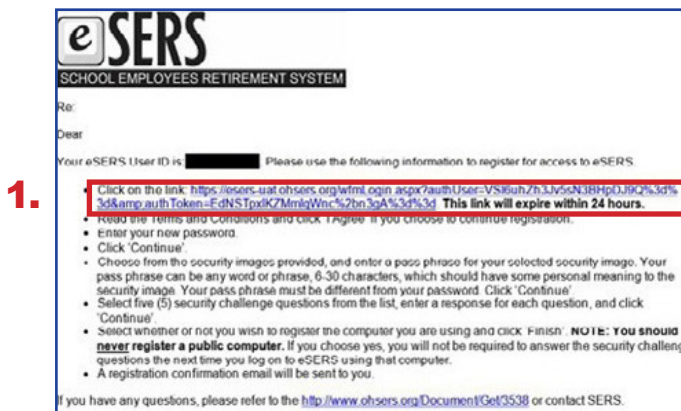 e SERS
SCHOOL EMPLOYEES RETIREMENT SYSTEM
Re:
Dear
Your eSERS User ID is: Please use the following information to register for access to eSERS.
1.
• Click on the link: https://esers-uat.ohsers.org/wfmLogin.aspx?authUser=VSI6uhZh3Jv5sN3BHpDJ9Q%3d%
3d&amp;authToken=EdNSTpxlKZMmlqWnc%2bn3gA%3d%3d This link will expire within 24 hours.
• Read the Terms and Conditions and click 'I Agree' if you choose to continue registration.
• Enter your new password.
• Click 'Continue'.
• Choose from the security images provided, and enter a pass phrase for your selected security image. Your
pass phrase can be any word or phrase, 6-30 characters, which should have some personal meaning to the
security image. Your pass phrase must be different from your password. Click 'Continue'
• Select five (5) security challenge questions from the list, enter a response for each question, and click
'Continue'.
• Select whether or not you wish to register the computer you are using and click 'Finish'. NOTE: You should
never register a public computer. If you choose yes, you will not be required to answer the security challeng
questions the next time you log on to eSERS using that computer.
• A registration confirmation email will be sent to you.
If you have any questions, please refer to the http://www.ohsers.org/Document/Get/3538 or contact SERS.